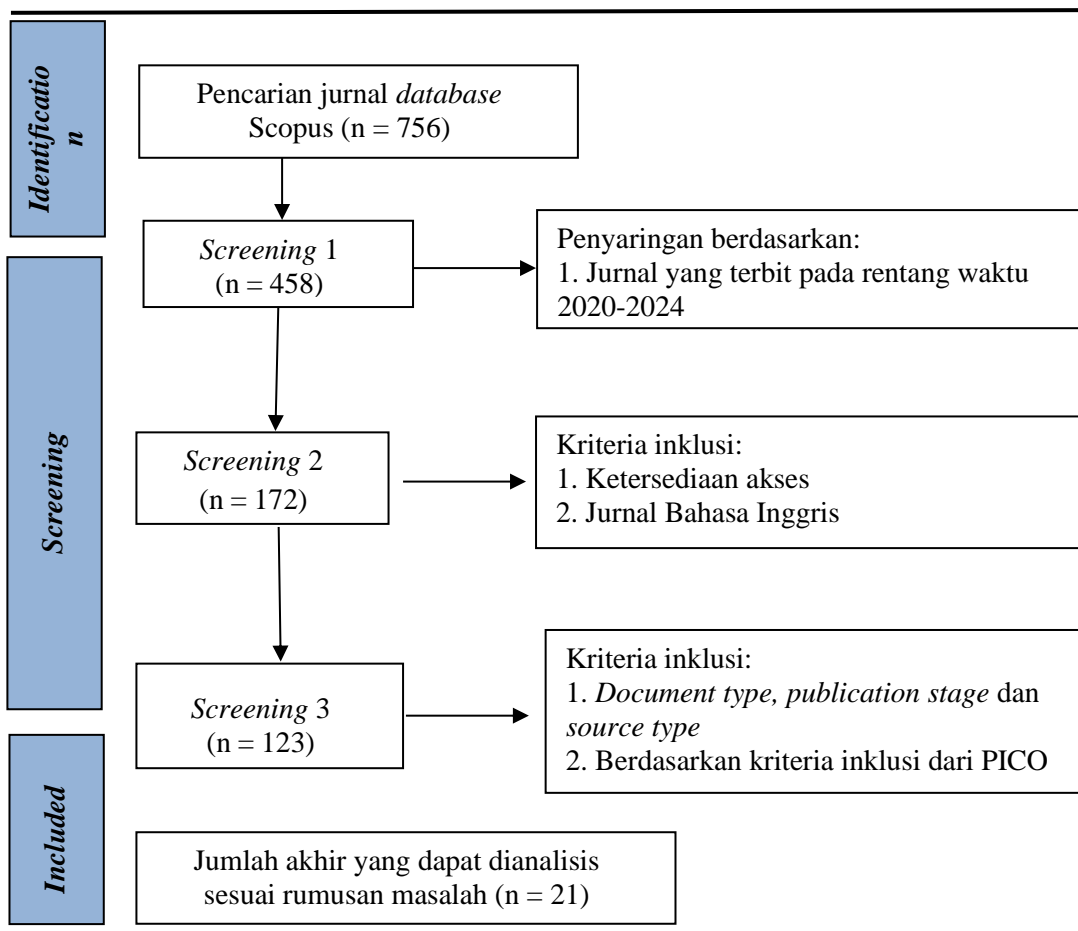 Identificatio
n
Pencarian jurnal database
Scopus (n = 756)
Screening 1
(n = 458)
Penyaringan berdasarkan:
1. Jurnal yang terbit pada rentang waktu
2020-2024
Screening
Screening 2
(n = 172)
Kriteria inklusi:
1. Ketersediaan akses
2. Jurnal Bahasa Inggris
Screening 3
(n = 123)
Kriteria inklusi:
1. Document type, publication stage dan
source type
2. Berdasarkan kriteria inklusi dari PICO
Included
Jumlah akhir yang dapat dianalisis
sesuai rumusan masalah (n = 21)